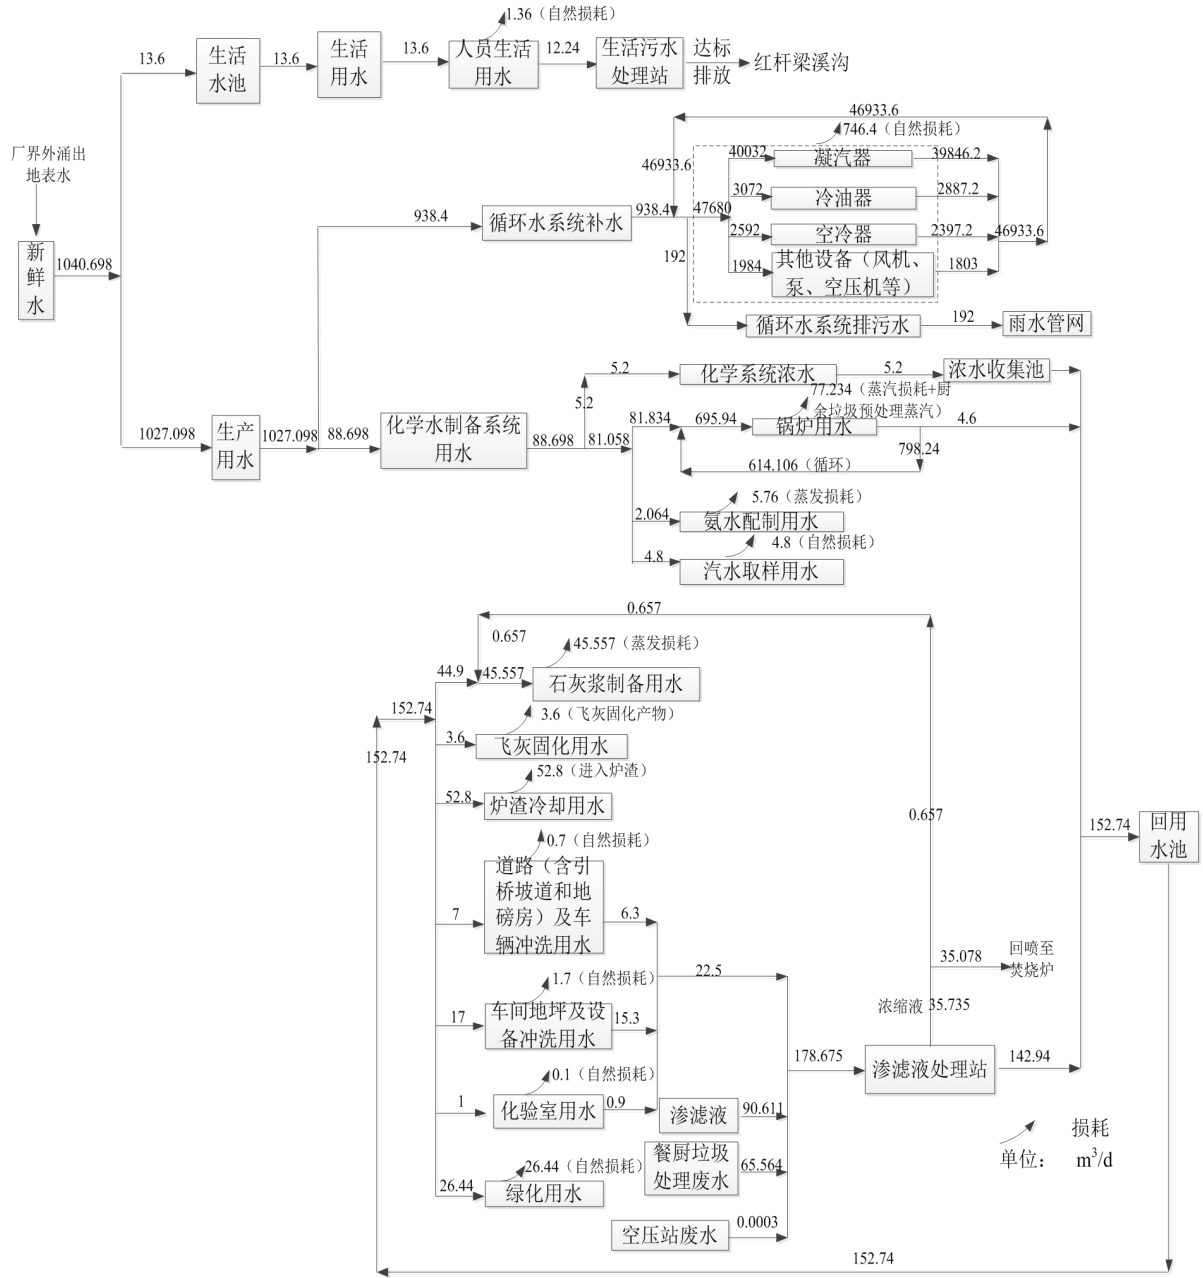 1.36（自然损耗）
13.6
生活
水池
13.6
生活
用水
13.6
人员生活
用水
12.24
生活污水
处理站
达标
排放
红杆梁溪沟
厂界外涌出
地表水
新
鲜
水
1040.698
46933.6
746.4（自然损耗）
46933.6
40032
凝汽器
39846.2
3072
冷油器
2887.2
938.4
循环水系统补水
938.4
47680
2592
空冷器
2397.2
46933.6
192
1984
其他设备（风机、
泵、空压机等）
1803
循环水系统排污水
192
雨水管网
5.2
化学系统浓水
5.2
浓水收集池
5.2
77.234（蒸汽损耗+厨
余垃圾预处理蒸汽）
1027.098
生产
用水
1027.098
88.698
化学水制备系统
用水
88.698
81.058
81.834
695.94
锅炉用水
4.6
798.24
614.106（循环）
5.76（蒸发损耗）
2.064
氨水配制用水
4.8（自然损耗）
4.8
汽水取样用水
0.657
0.657
45.557（蒸发损耗）
44.9
45.557
石灰浆制备用水
152.74
3.6（飞灰固化产物）
3.6
飞灰固化用水
152.74
52.8（进入炉渣）
52.8
炉渣冷却用水
0.657
152.74
回用
水池
0.7（自然损耗）
道路（含引
桥坡道和地
磅房）及车
辆冲洗用水
7
6.3
22.5
35.078
回喷至
焚烧炉
1.7（自然损耗）
浓缩液 35.735
17
车间地坪及设
备冲洗用水
15.3
178.675
渗滤液处理站
142.94
0.1（自然损耗）
1
化验室用水
0.9
渗滤液
90.611
损耗
单位： m³/d
餐厨垃圾
处理废水
65.564
26.44（自然损耗）
26.44
绿化用水
空压站废水
0.0003
152.74